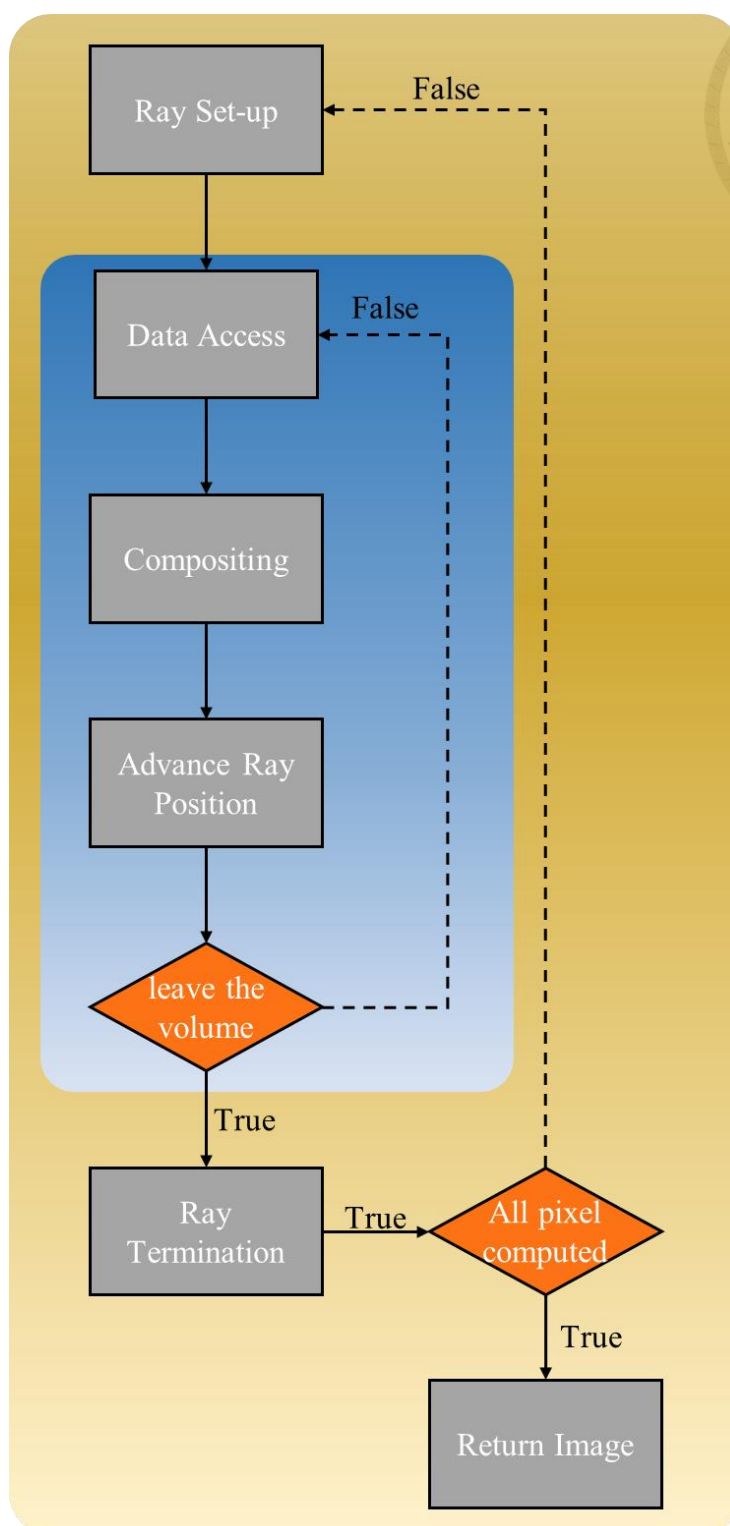 Ray Set-up
False
Data Access
False
Compositing
Advance Ray
Position
leave the
volume
True
Ray
Termination
True
All pixel
computed
True
Return Image